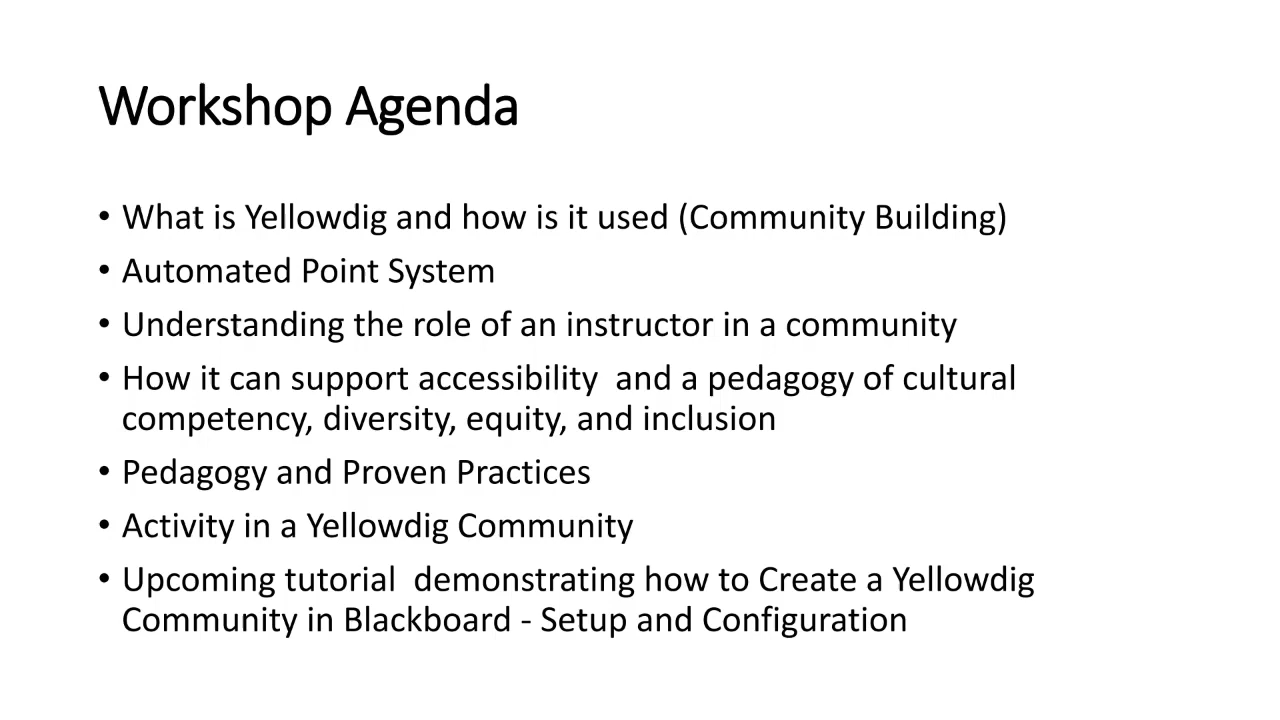 Workshop Agenda
• What is Yellowdig and how is it used (Community Building)
• Automated Point System
• Understanding the role of an instructor in a community
• How it can support accessibility  and a pedagogy of cultural
competency, diversity, equity, and inclusion
• Pedagogy and Proven Practices
• Activity in a Yellowdig Community
• Upcoming tutorial  demonstrating how to Create a Yellowdig
Community in Blackboard - Setup and Configuration